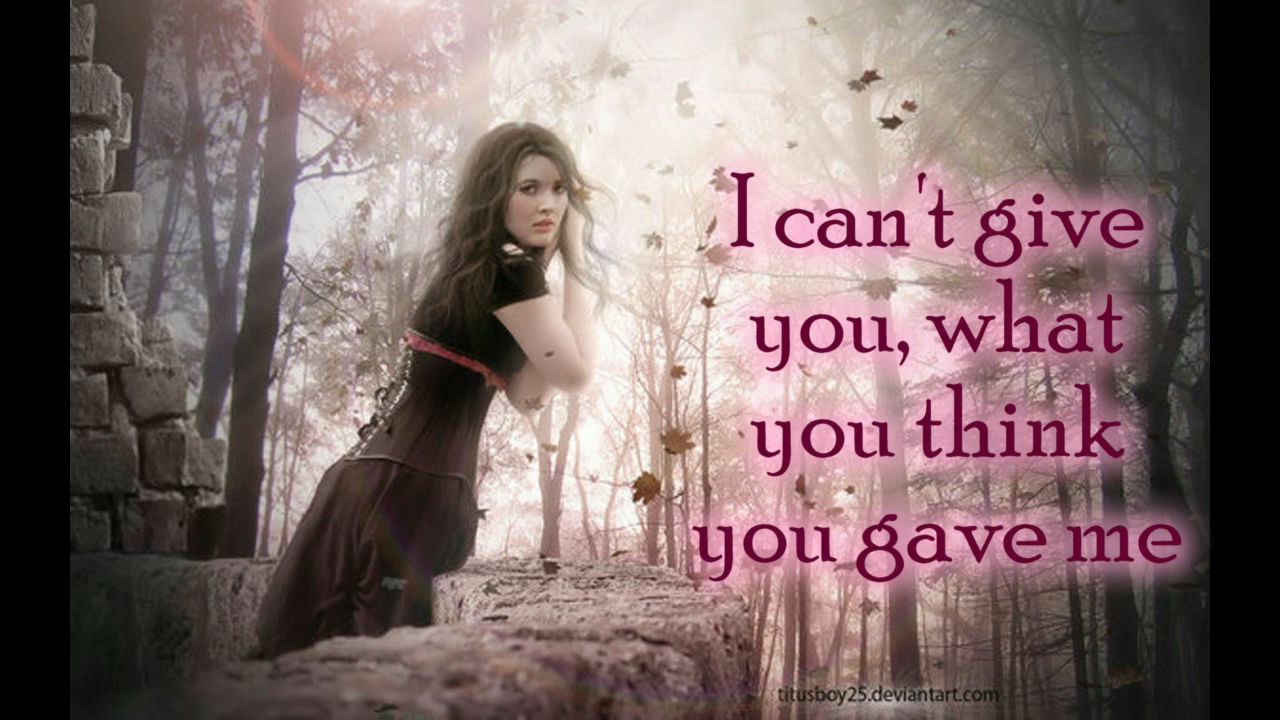 I can't give
you, what
you think
you gave me
titusboy25.deviantart.com